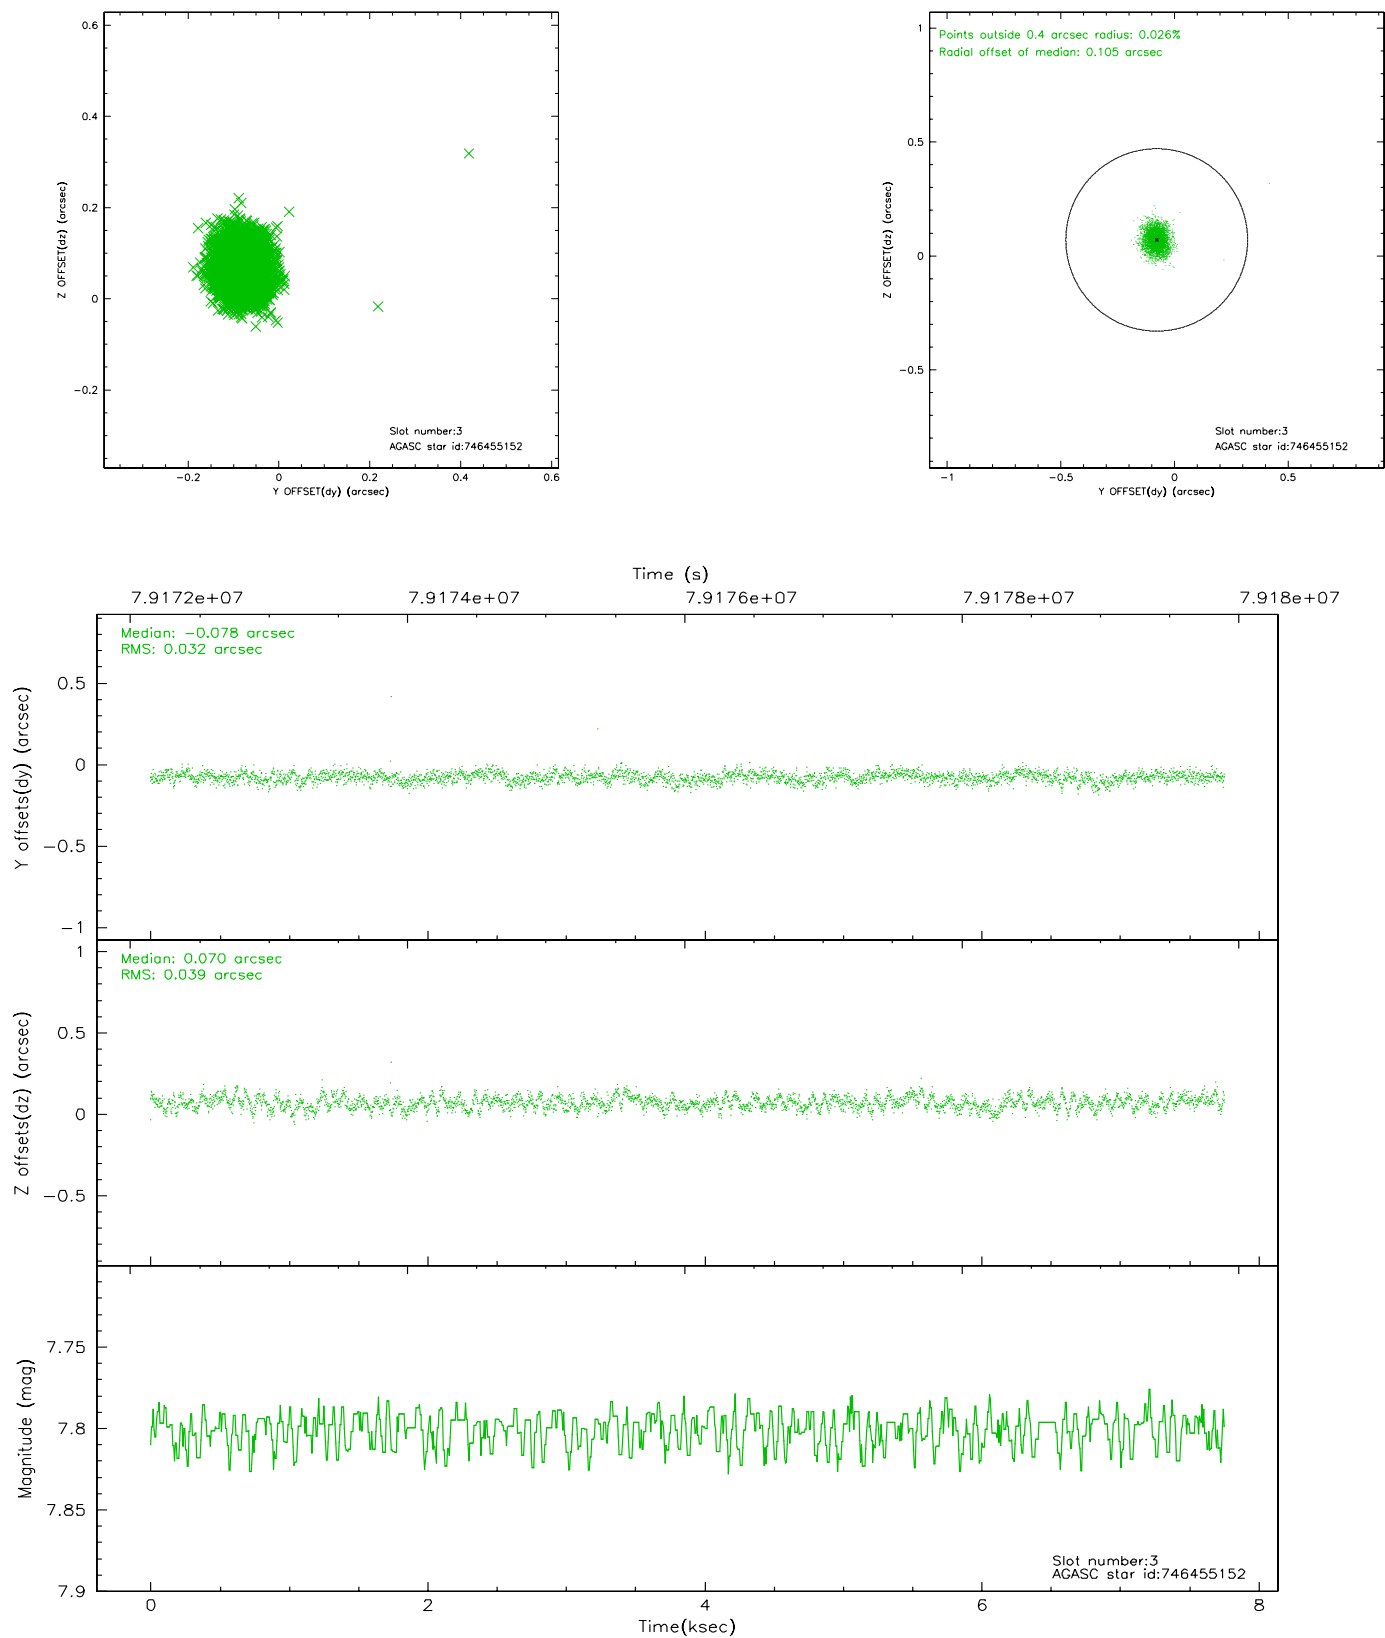 0.6
0.4
0.2
0
−0.2
Z OFFSET(dz) (arcsec)
Slot number:3
AGASC star id:746455152
−0.2 0 0.2 0.4 0.6
Y OFFSET(dy) (arcsec)
Points outside 0.4 arcsec radius: 0.026%
Radial offset of median: 0.105 arcsec
1
0.5
0
−0.5
Z OFFSET(dz) (arcsec)
Slot number:3
AGASC star id:746455152
−1 −0.5 0 0.5
Y OFFSET(dy) (arcsec)
Time (s)
7.9172e+07 7.9174e+07 7.9176e+07 7.9178e+07 7.918e+07
Median: −0.078 arcsec
RMS: 0.032 arcsec
0.5
0
−0.5
−1
Y offsets(dy) (arcsec)
Median: 0.070 arcsec
RMS: 0.039 arcsec
1
0.5
0
−0.5
Z offsets(dz) (arcsec)
7.75
7.8
7.85
7.9
Magnitude (mag)
Slot number:3
AGASC star id:746455152
0 2 4 6 8
Time(ksec)